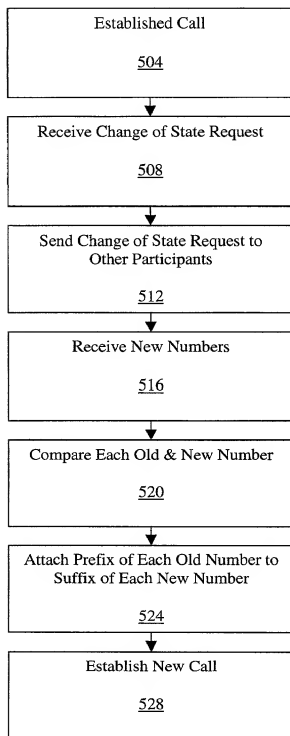 Established Call
504
Receive Change of State Request
508
Send Change of State Request to
Other Participants
512
Receive New Numbers
516
Compare Each Old & New Number
520
Attach Prefix of Each Old Number to
Suffix of Each New Number
524
Establish New Call
528